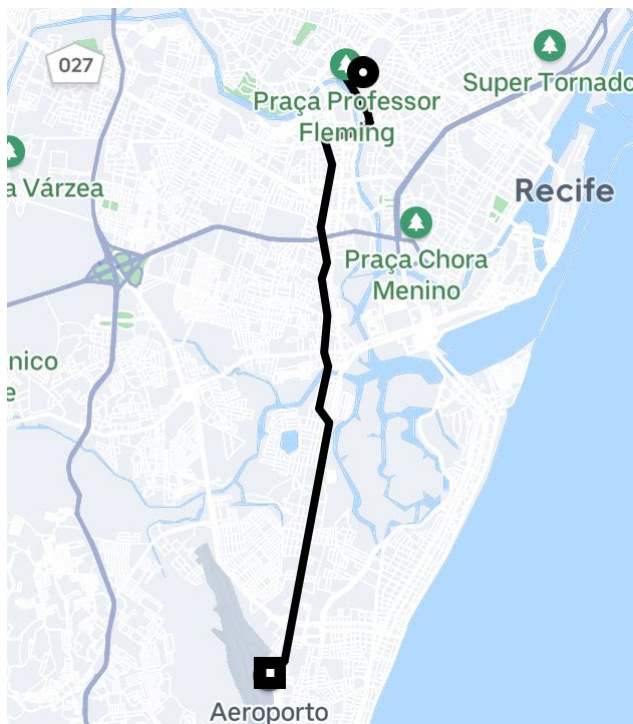 027
Super Tornado
Praça Professor
Fleming
a Várzea
Recife
Praça Chora
Menino
nico
e
Aeroporto